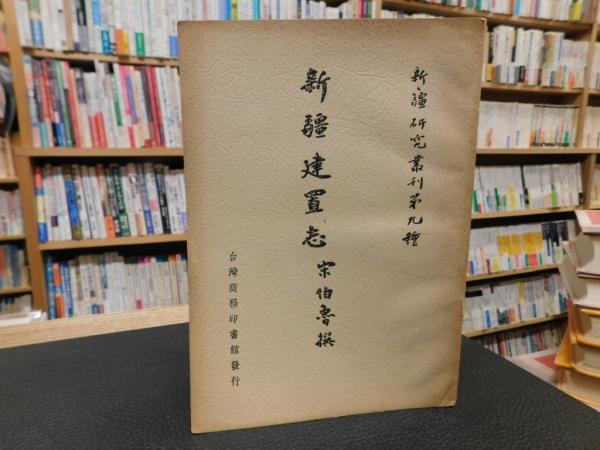 新疆研究叢刊第九種
新疆建置志 宋伯魯撰
台灣商務印書館發行